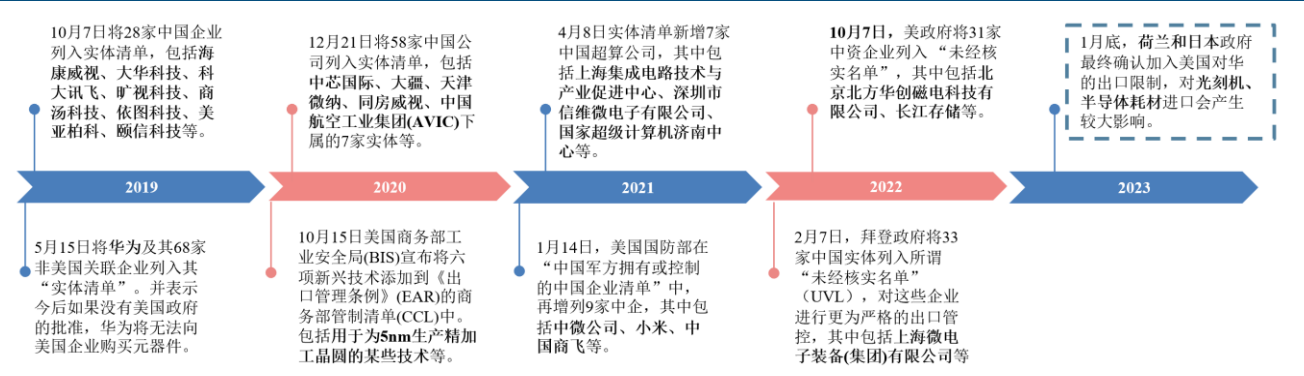 10月7日将28家中国企业
列入实体清单，包括海
康威视、大华科技、科
大讯飞、旷视科技、商
汤科技、依图科技、美
亚柏科、颐信科技等。
12月21日将58家中国公
司列入实体清单，包括
中芯国际、大疆、天津
微纳、同房威视、中国
航空工业集团(AVIC)下
属的7家实体等。
4月8日实体清单新增7家
中国超算公司，其中包
括上海集成电路技术与
产业促进中心、深圳市
信维微电子有限公司、
国家超级计算机济南中
心等。
10月7日，美政府将31家
中资企业列入 “未经核
实名单”，其中包括北
京北方华创磁电科技有
限公司、长江存储等。
1月底，荷兰和日本政府
最终确认加入美国对华
的出口限制，对光刻机、
半导体耗材进口会产生
较大影响。
2019
2020
2021
2022
2023
5月15日将华为及其68家
非美国关联企业列入其
“实体清单”。并表示
今后如果没有美国政府
的批准，华为将无法向
美国企业购买元器件。
10月15日美国商务部工
业安全局(BIS)宣布将六
项新兴技术添加到《出
口管理条例》(EAR)的商
务部管制清单(CCL)中。
包括用于为5nm生产精加
工晶圆的某些技术等。
1月14日，美国国防部在
“中国军方拥有或控制
的中国企业清单”中，
再增列9家中企，其中包
括中微公司、小米、中
国商飞等。
2月7日，拜登政府将33
家中国实体列入所谓
“未经核实名单”
（UVL），对这些企业
进行更为严格的出口管
控，其中包括上海微电
子装备(集团)有限公司等